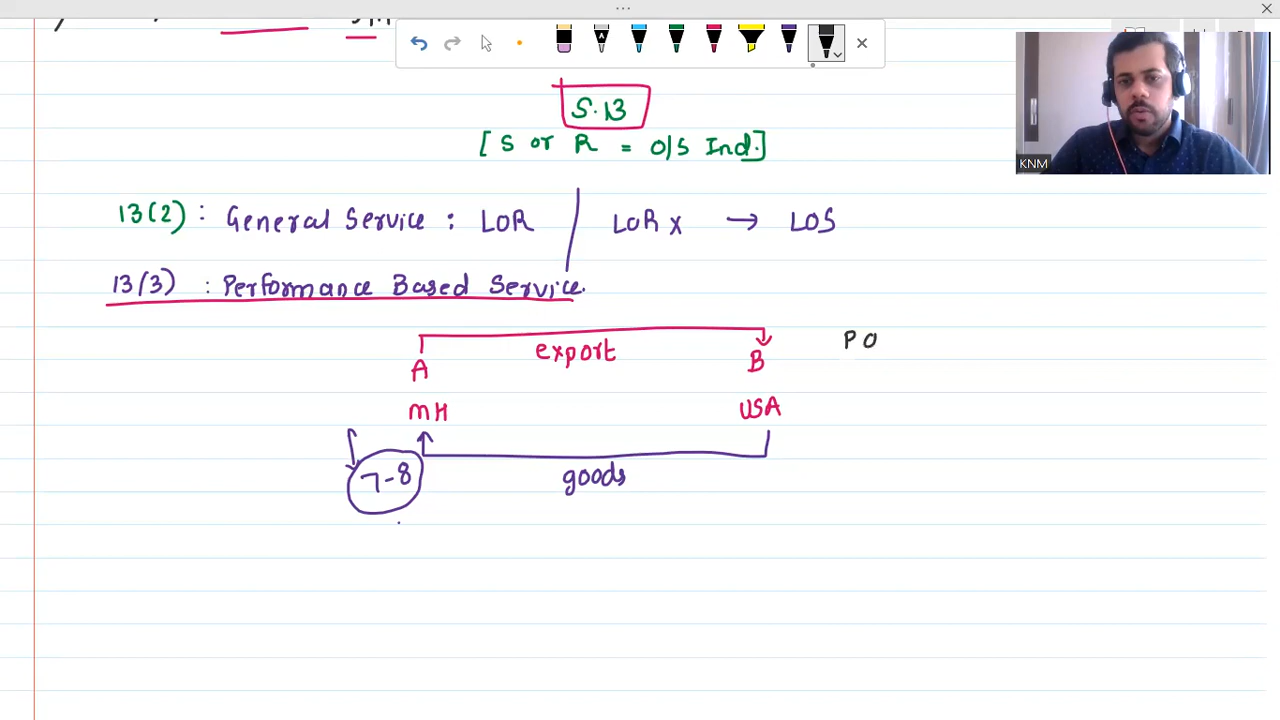 S.13
[S or R = O/S Ind.]
13(2) : General Service : LOR / LOR x → LOS
13(3) : Performance Based Service.
export
A B PO
MH USA
7-8 goods
KNM